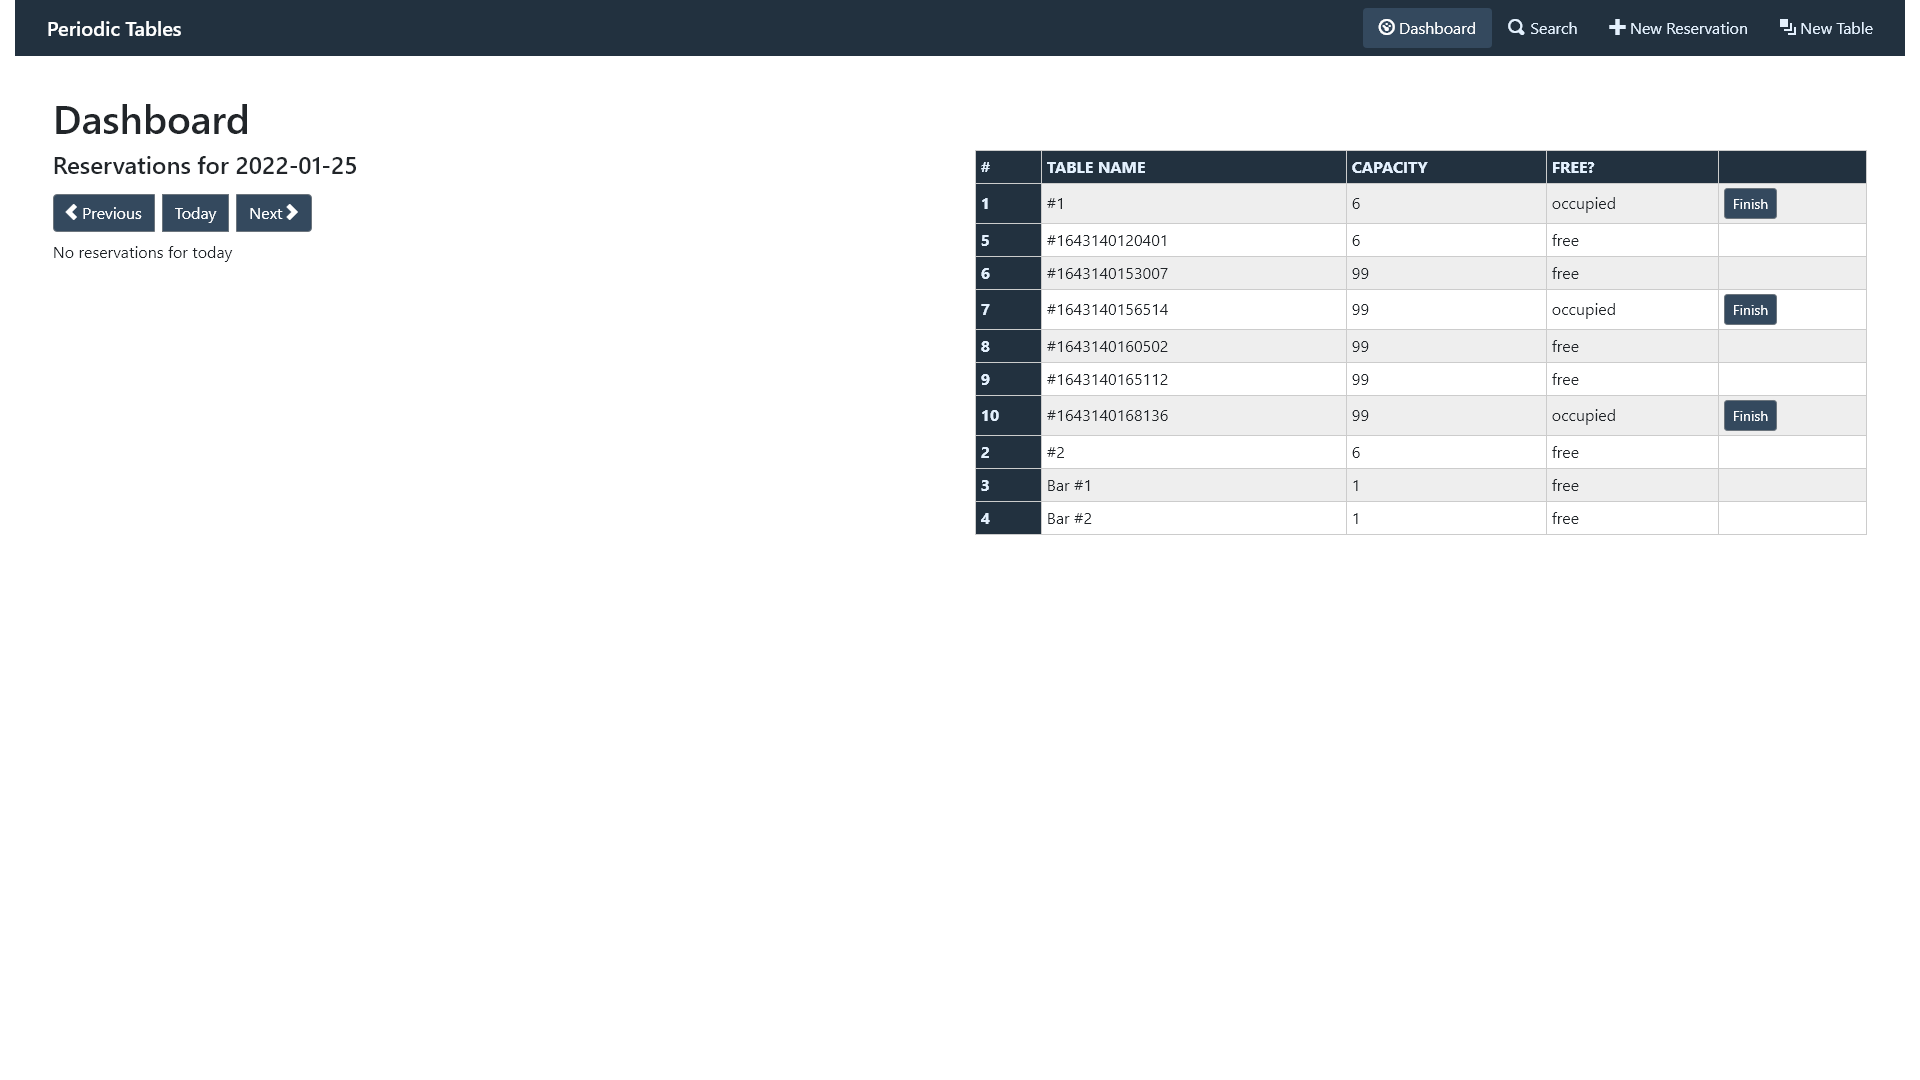 Periodic Tables
Dashboard Search New Reservation New Table
Dashboard
Reservations for 2022-01-25
Previous Today Next
No reservations for today
# TABLE NAME CAPACITY FREE?
1 #1 6 occupied Finish
5 #1643140120401 6 free
6 #1643140153007 99 free
7 #1643140156514 99 occupied Finish
8 #1643140160502 99 free
9 #1643140165112 99 free
10 #1643140168136 99 occupied Finish
2 #2 6 free
3 Bar #1 1 free
4 Bar #2 1 free